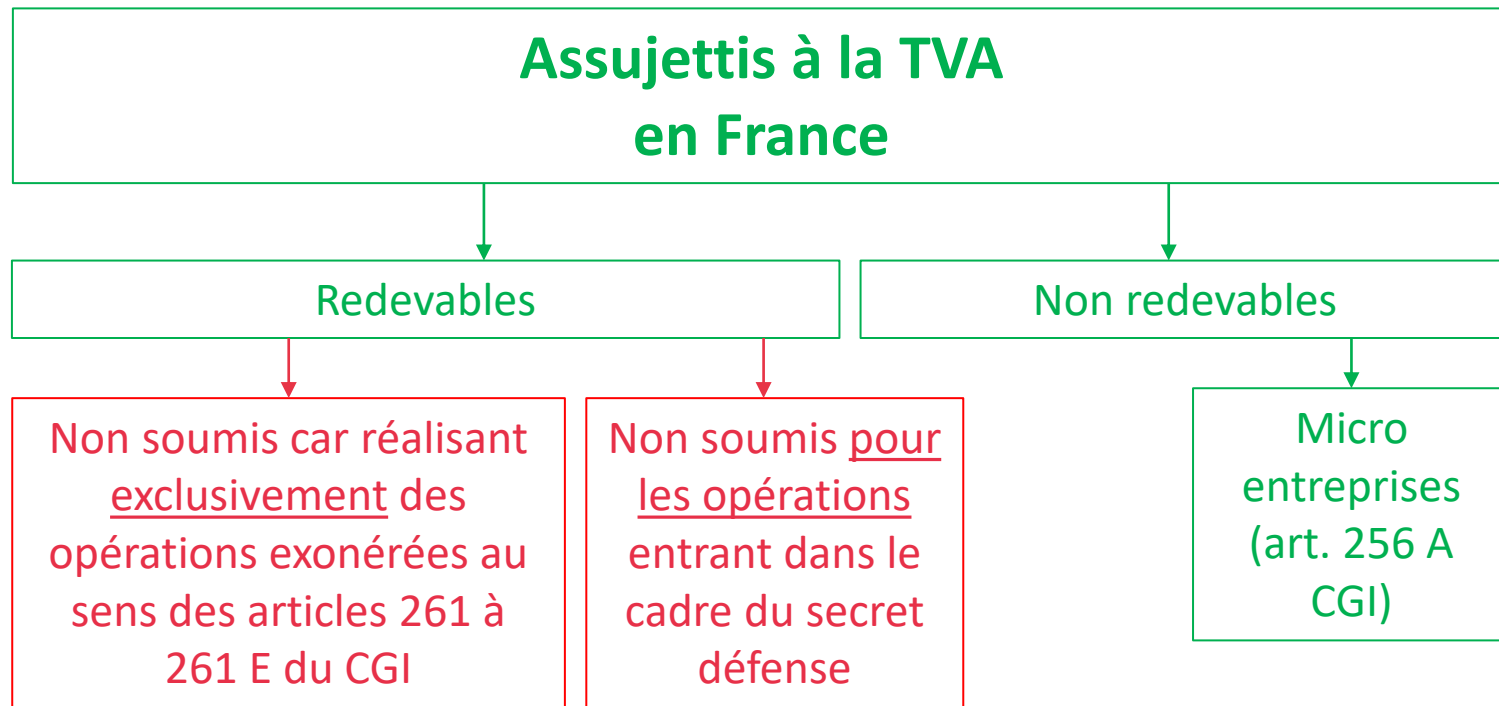 Assujettis à la TVA
en France
Redevables
Non redevables
Non soumis car réalisant
exclusivement des
opérations exonérées au
sens des articles 261 à
261 E du CGI
Non soumis pour
les opérations
entrant dans le
cadre du secret
défense
Micro
entreprises
(art. 256 A
CGI)